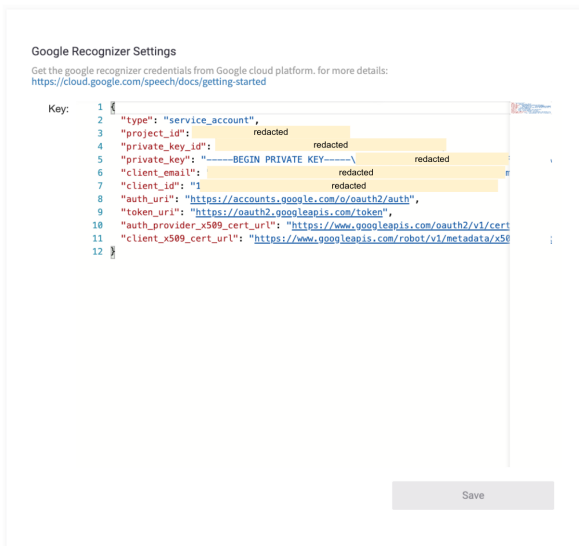 Google Recognizer Settings
Get the google recognizer credentials from Google cloud platform. for more details:
https://cloud.google.com/speech/docs/getting-started
Key:
1 {
2 "type": "service_account",
3 "project_id": redacted
4 "private_key_id": redacted
5 "private_key": "-----BEGIN PRIVATE KEY-----\ redacted
6 "client_email": redacted
7 "client_id": "1 redacted
8 "auth_uri": "https://accounts.google.com/o/oauth2/auth",
9 "token_uri": "https://oauth2.googleapis.com/token",
10 "auth_provider_x509_cert_url": "https://www.googleapis.com/oauth2/v1/cert
11 "client_x509_cert_url": "https://www.googleapis.com/robot/v1/metadata/x50
12 }
Save